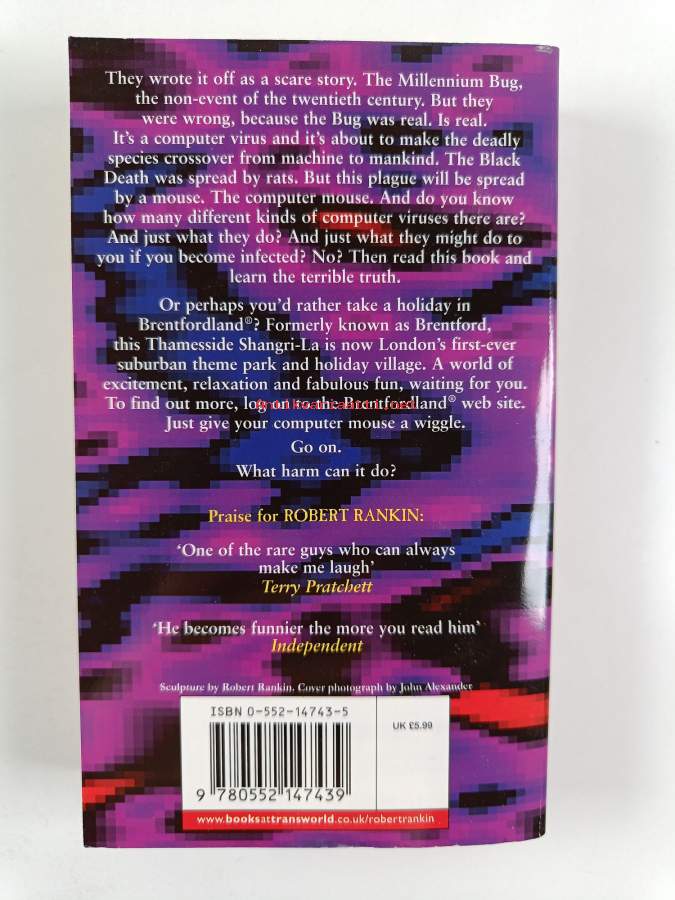 They wrote it off as a scare story. The Millennium Bug,
the non-event of the twentieth century. But they
were wrong, because the Bug was real. Is real.
It's a computer virus and it's about to make the deadly
species crossover from machine to mankind. The Black
Death was spread by rats. But this plague will be spread
by a mouse. The computer mouse. And do you know
how many different kinds of computer viruses there are?
And just what they do? And just what they might do to
you if you become infected? No? Then read this book and
learn the terrible truth.
Or perhaps you'd rather take a holiday in
Brentfordland®? Formerly known as Brentford,
this Thamesside Shangri-La is now London's first-ever
suburban theme park and holiday village. A world of
excitement, relaxation and fabulous fun, waiting for you.
To find out more, log on to the Brentfordland® web site.
Just give your computer mouse a wiggle.
Go on.
What harm can it do?
Praise for ROBERT RANKIN:
'One of the rare guys who can always
make me laugh'
Terry Pratchett
'He becomes funnier the more you read him'
Independent
Sculpture by Robert Rankin. Cover photograph by John Alexander
ISBN 0-552-14743-5
UK £5.99
9 780552 147439
www.booksattransworld.co.uk/robertrankin